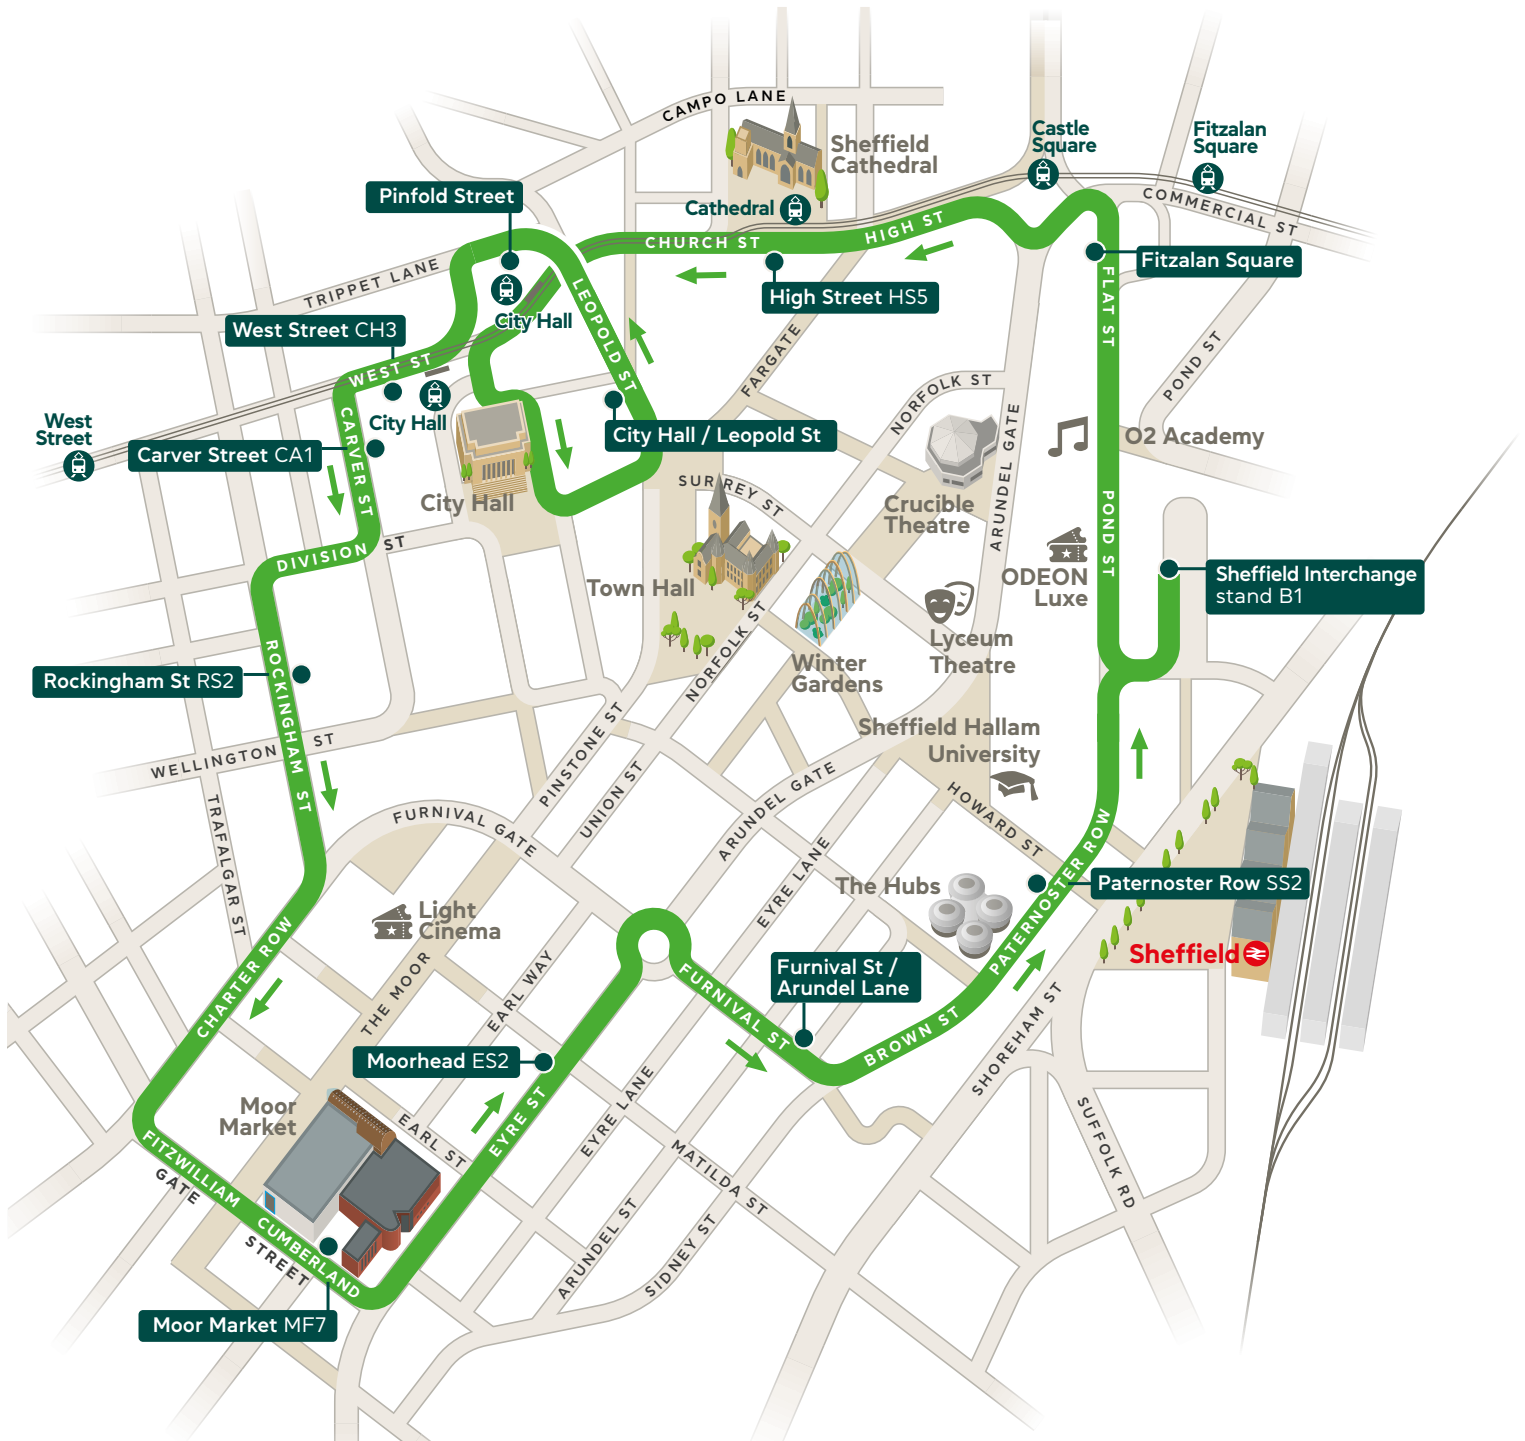 CAMPO LANE
Sheffield
Cathedral
Castle
Square
Fitzalan
Square
COMMERCIAL ST
Pinfold Street
Cathedral
CHURCH ST
HIGH ST
Fitzalan Square
TRIPPET LANE
City Hall
High Street HS5
LEOPOLD ST
FLAT ST
West Street CH3
WEST ST
FARGATE
POND ST
NORFOLK ST
City Hall
West
Street
Carver Street CA1
CARVER ST
City Hall / Leopold St
O2 Academy
ARUNDEL GATE
City Hall
SURREY ST
Crucible
Theatre
POND ST
DIVISION ST
Town Hall
ODEON
Luxe
Sheffield Interchange
stand B1
NORFOLK ST
Lyceum
Theatre
Winter
Gardens
Rockingham St RS2
ROCKINGHAM ST
Sheffield Hallam
University
WELLINGTON ST
PINSTONE ST
UNION ST
ARUNDEL GATE
HOWARD ST
TRAFALGAR ST
FURNIVAL GATE
EYRE LANE
The Hubs
PATERNOSTER ROW
Paternoster Row SS2
Light
Cinema
Sheffield
CHARTER ROW
THE MOOR
EARL WAY
FURNIVAL ST
Furnival St /
Arundel Lane
BROWN ST
SHOREHAM ST
Moorhead ES2
Moor
Market
EARL ST
EYRE ST
EYRE LANE
MATILDA ST
SUFFOLK RD
FITZWILLIAM
GATE
CUMBERLAND
STREET
ARUNDEL ST
SIDNEY ST
Moor Market MF7